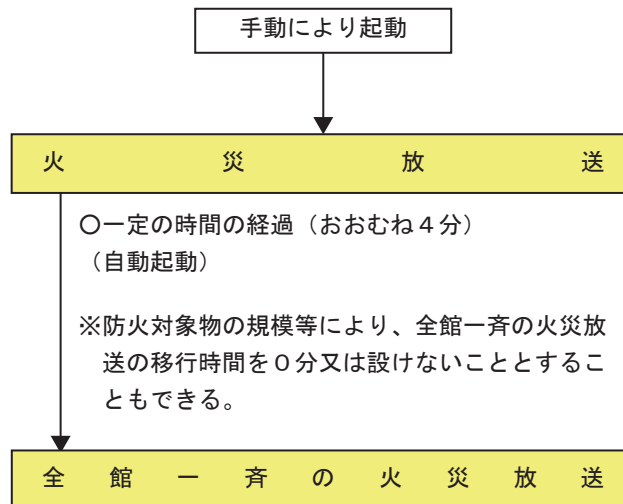 手動により起動
火災放送
〇一定の時間の経過（おおむね４分）
（自動起動）
※防火対象物の規模等により、全館一斉の火災放
送の移行時間を０分又は設けないこととするこ
ともできる。
全館一斉の火災放送